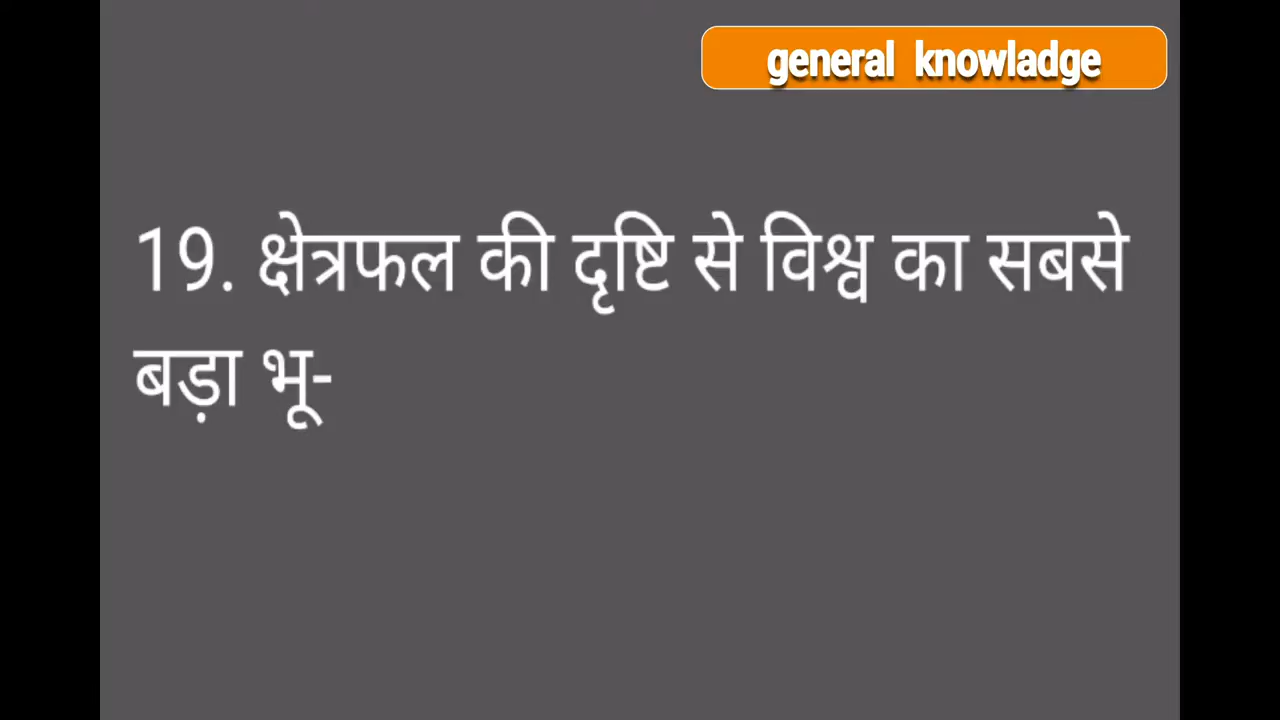 general knowladge
19. क्षेत्रफल की दृष्टि से विश्व का सबसे
बड़ा भू-